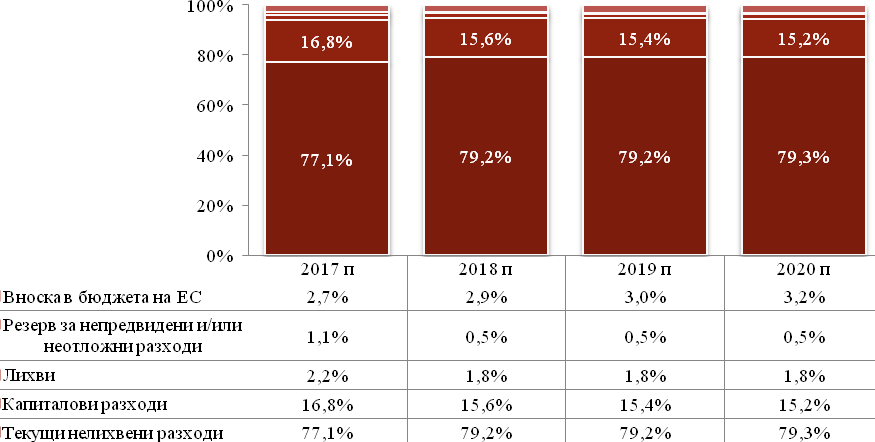 100%
80%
60%
40%
20%
0%
16,8% 15,6% 15,4% 15,2%
77,1% 79,2% 79,2% 79,3%
2017 п 2018 п 2019 п 2020 п
Вноска в бюджета на ЕС 2,7% 2,9% 3,0% 3,2%
Резерв за непредвидени и/или
неотложни разходи 1,1% 0,5% 0,5% 0,5%
Лихви 2,2% 1,8% 1,8% 1,8%
Капиталови разходи 16,8% 15,6% 15,4% 15,2%
Текущи нелихвени разходи 77,1% 79,2% 79,2% 79,3%